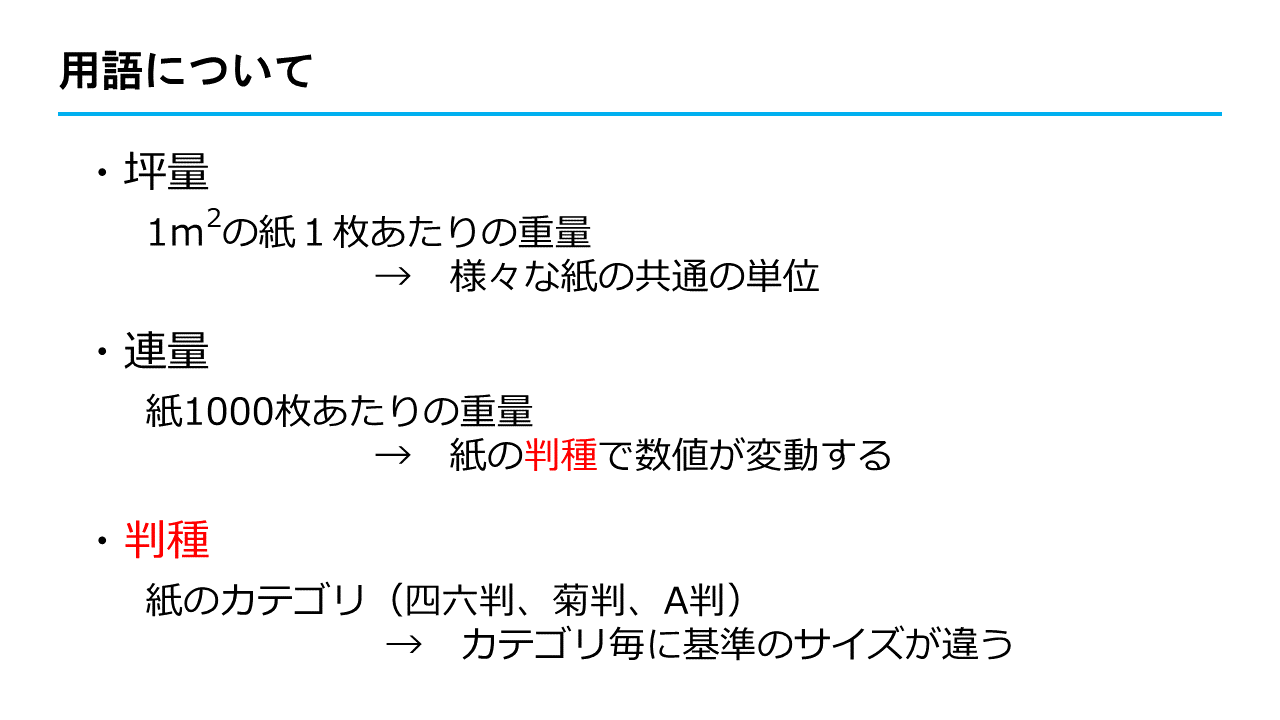 用語について
・坪量
1m²の紙１枚あたりの重量
→　様々な紙の共通の単位
・連量
紙1000枚あたりの重量
→　紙の判種で数値が変動する
・判種
紙のカテゴリ（四六判、菊判、A判）
→　カテゴリ毎に基準のサイズが違う